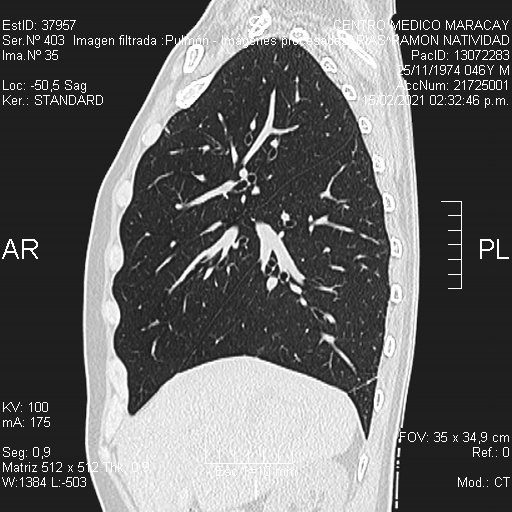 EstID: 37957
CENTRO MEDICO MARACAY
Ser.Nº 403 Imagen filtrada :Pulmón - Imágenes procesadas
RIAS RAMON NATIVIDAD
Ima.Nº 35
PacID: 13072283
25/11/1974 046Y M
Loc: -50,5 Sag
AccNum: 21725001
Ker.: STANDARD
15/02/2021 02:32:46 p.m.
AR
PL
KV: 100
mA: 175
FOV: 35 x 34,9 cm
Seg: 0,9
Ref.: 0
Matriz 512 x 512 Thk: 0,9
W:1384 L:-503
Mod.: CT